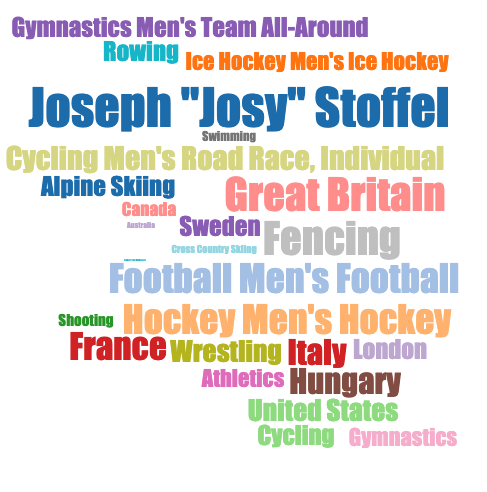 Gymnastics Men's Team All-Around
Rowing
Ice Hockey Men's Ice Hockey
Joseph "Josy" Stoffel
Swimming
Cycling Men's Road Race, Individual
Alpine Skiing
Great Britain
Canada
Australia
Sweden
Fencing
Cross Country Skiing
Football Men's Football
Shooting
Hockey Men's Hockey
France
Wrestling
Italy
London
Athletics
Hungary
United States
Cycling
Gymnastics